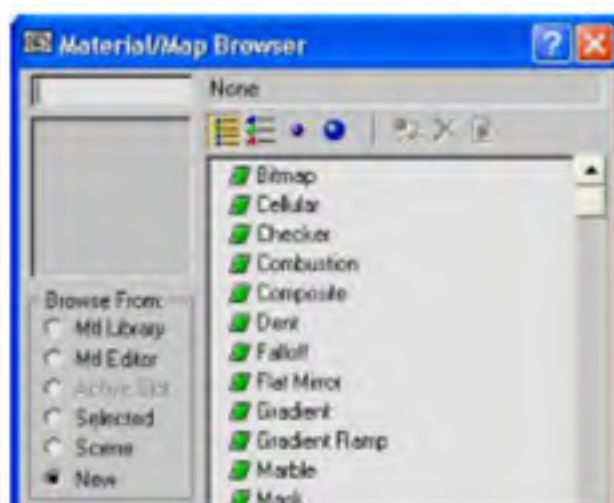 Material/Map Browser
None
Bitmap
Cellular
Checker
Combustion
Composite
Dent
Falloff
Flat Mirror
Gradient
Gradient Ramp
Marble
Mask
Browse From:
Mtl Library
Mtl Editor
Active Slot
Selected
Scene
New